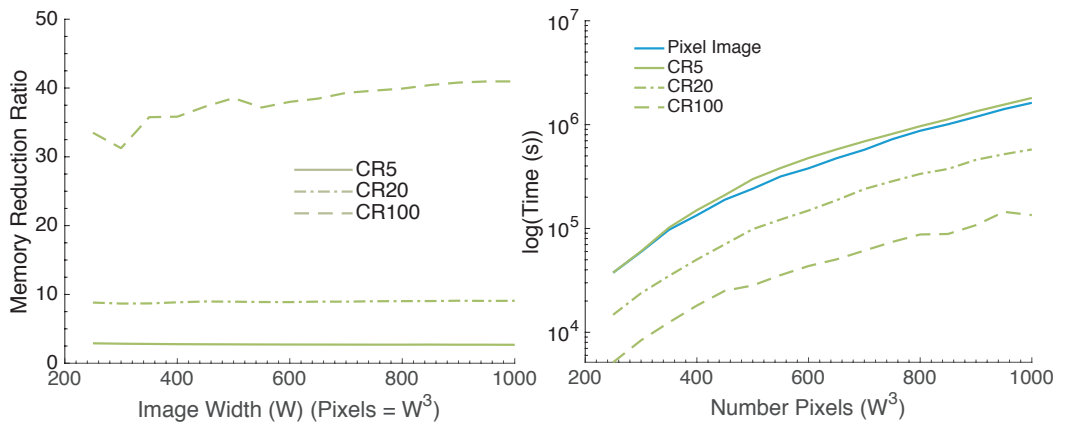 50
40
30
20
10
0
Memory Reduction Ratio
CR5
CR20
CR100
200
400
600
800
1000
Image Width (W) (Pixels = W³)
10⁷
10⁶
10⁵
10⁴
log(Time (s))
Pixel Image
CR5
CR20
CR100
200
400
600
800
1000
Number Pixels (W³)